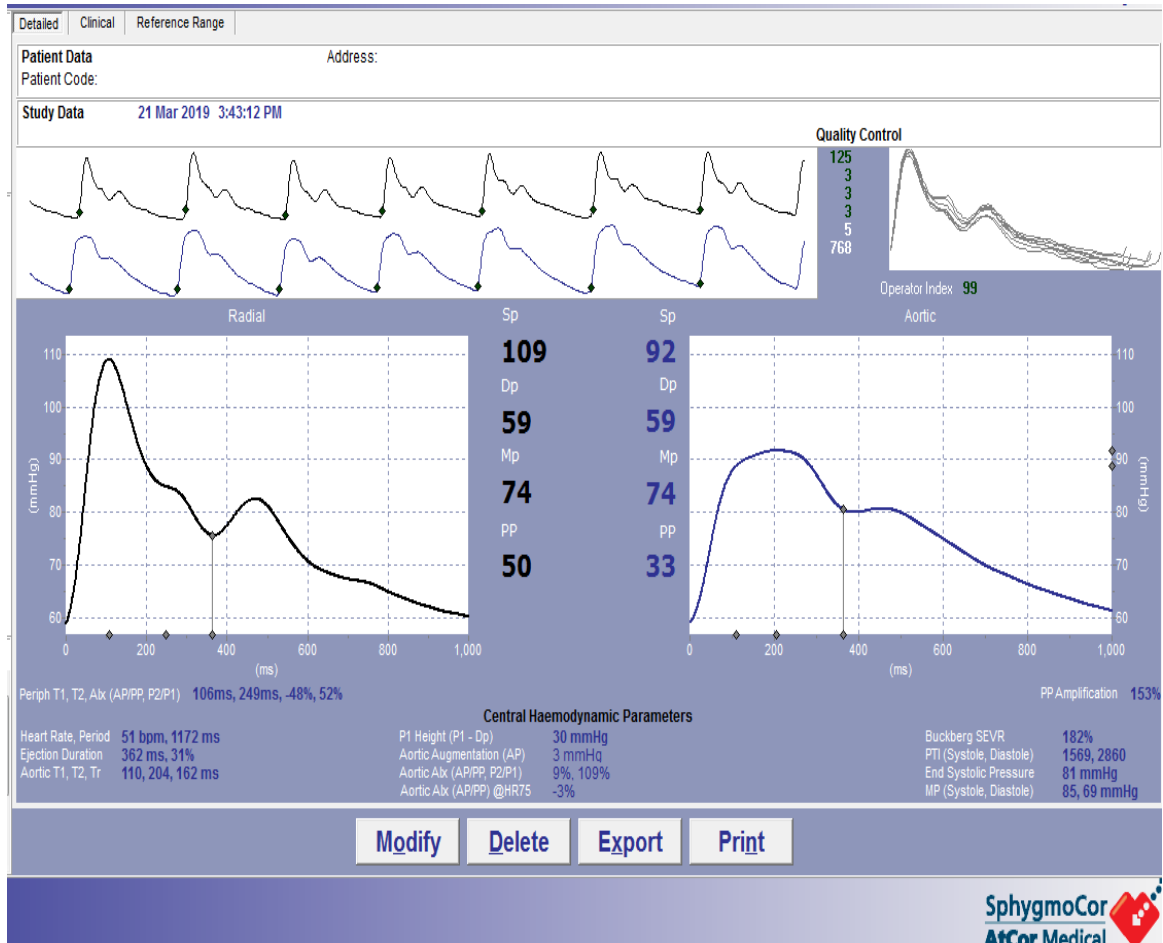 Detailed Clinical Reference Range
Patient Data Address:
Patient Code:
Study Data 21 Mar 2019 3:43:12 PM
Quality Control
125
3
3
3
5
768
Operator Index 99
Radial Sp Sp Aortic
109 92
Dp Dp
59 59
Mp Mp
74 74
PP PP
50 33
110
100
90
80
70
60
(mmHg)
0 200 400 600 800 1,000
(ms)
110
100
90
80
70
60
(mmHg)
0 200 400 600 800 1,000
(ms)
Periph T1, T2, AIx (AP/PP, P2/P1) 106ms, 249ms, -48%, 52%
PP Amplification 153%
Central Haemodynamic Parameters
Heart Rate, Period 51 bpm, 1172 ms
Ejection Duration 362 ms, 31%
Aortic T1, T2, Tr 110, 204, 162 ms
P1 Height (P1 - Dp) 30 mmHg
Aortic Augmentation (AP) 3 mmHg
Aortic AIx (AP/PP, P2/P1) 9%, 109%
Aortic AIx (AP/PP) @HR75 -3%
Buckberg SEVR 182%
PTI (Systole, Diastole) 1569, 2860
End Systolic Pressure 81 mmHg
MP (Systole, Diastole) 85, 69 mmHg
Modify Delete Export Print
SphygmoCor
AtCor Medical